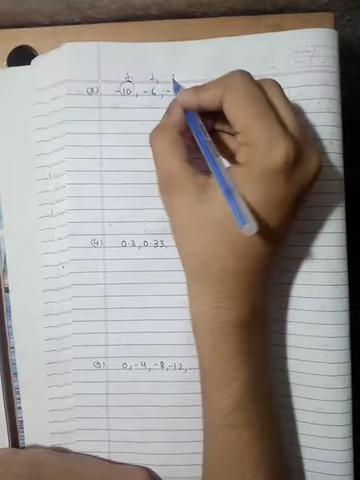 (3) -10, -6, -
(4) 0.3, 0.33,
(5) 0, -4, -8, -12, ...